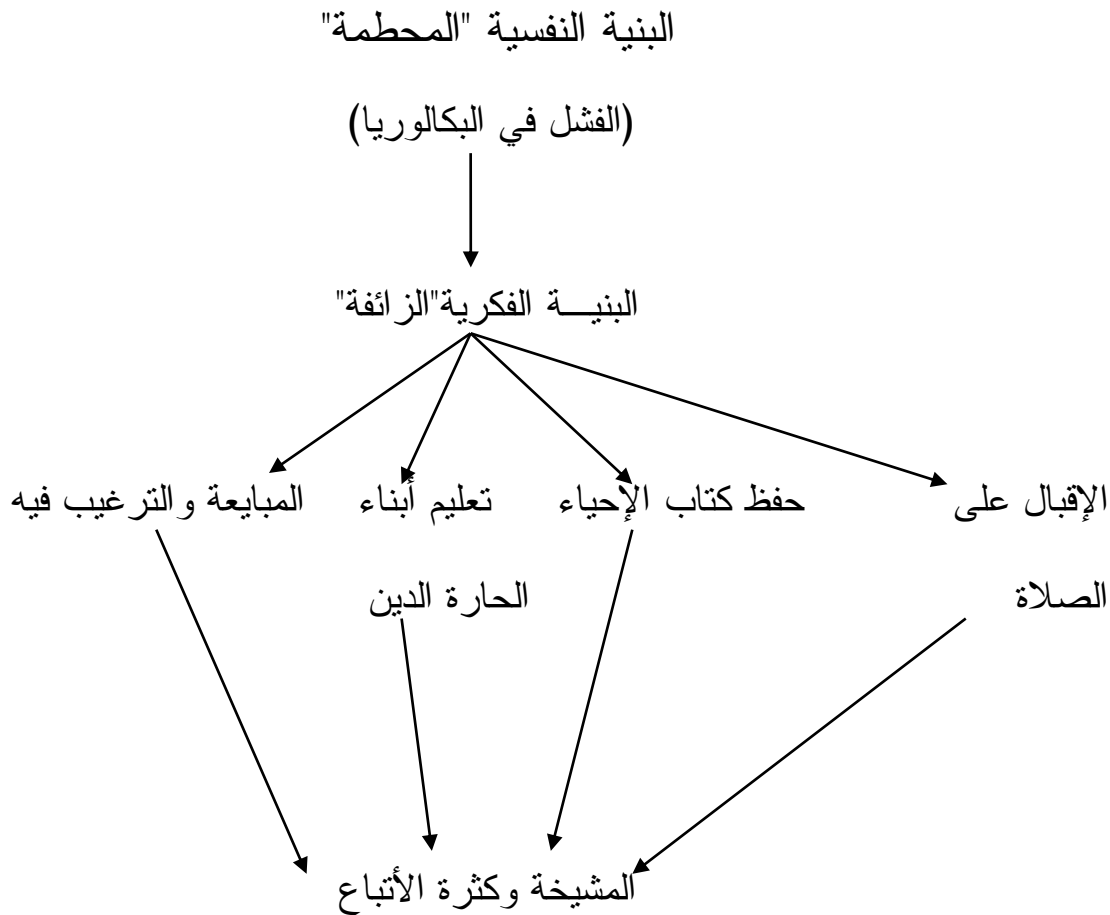 البنية النفسية "المحطمة"
(الفشل في البكالوريا)
البنيـــة الفكرية"الزائفة"
الإقبال على
الصلاة
حفظ كتاب الإحياء
تعليم أبناء
الحارة الدين
المبايعة والترغيب فيه
المشيخة وكثرة الأتباع